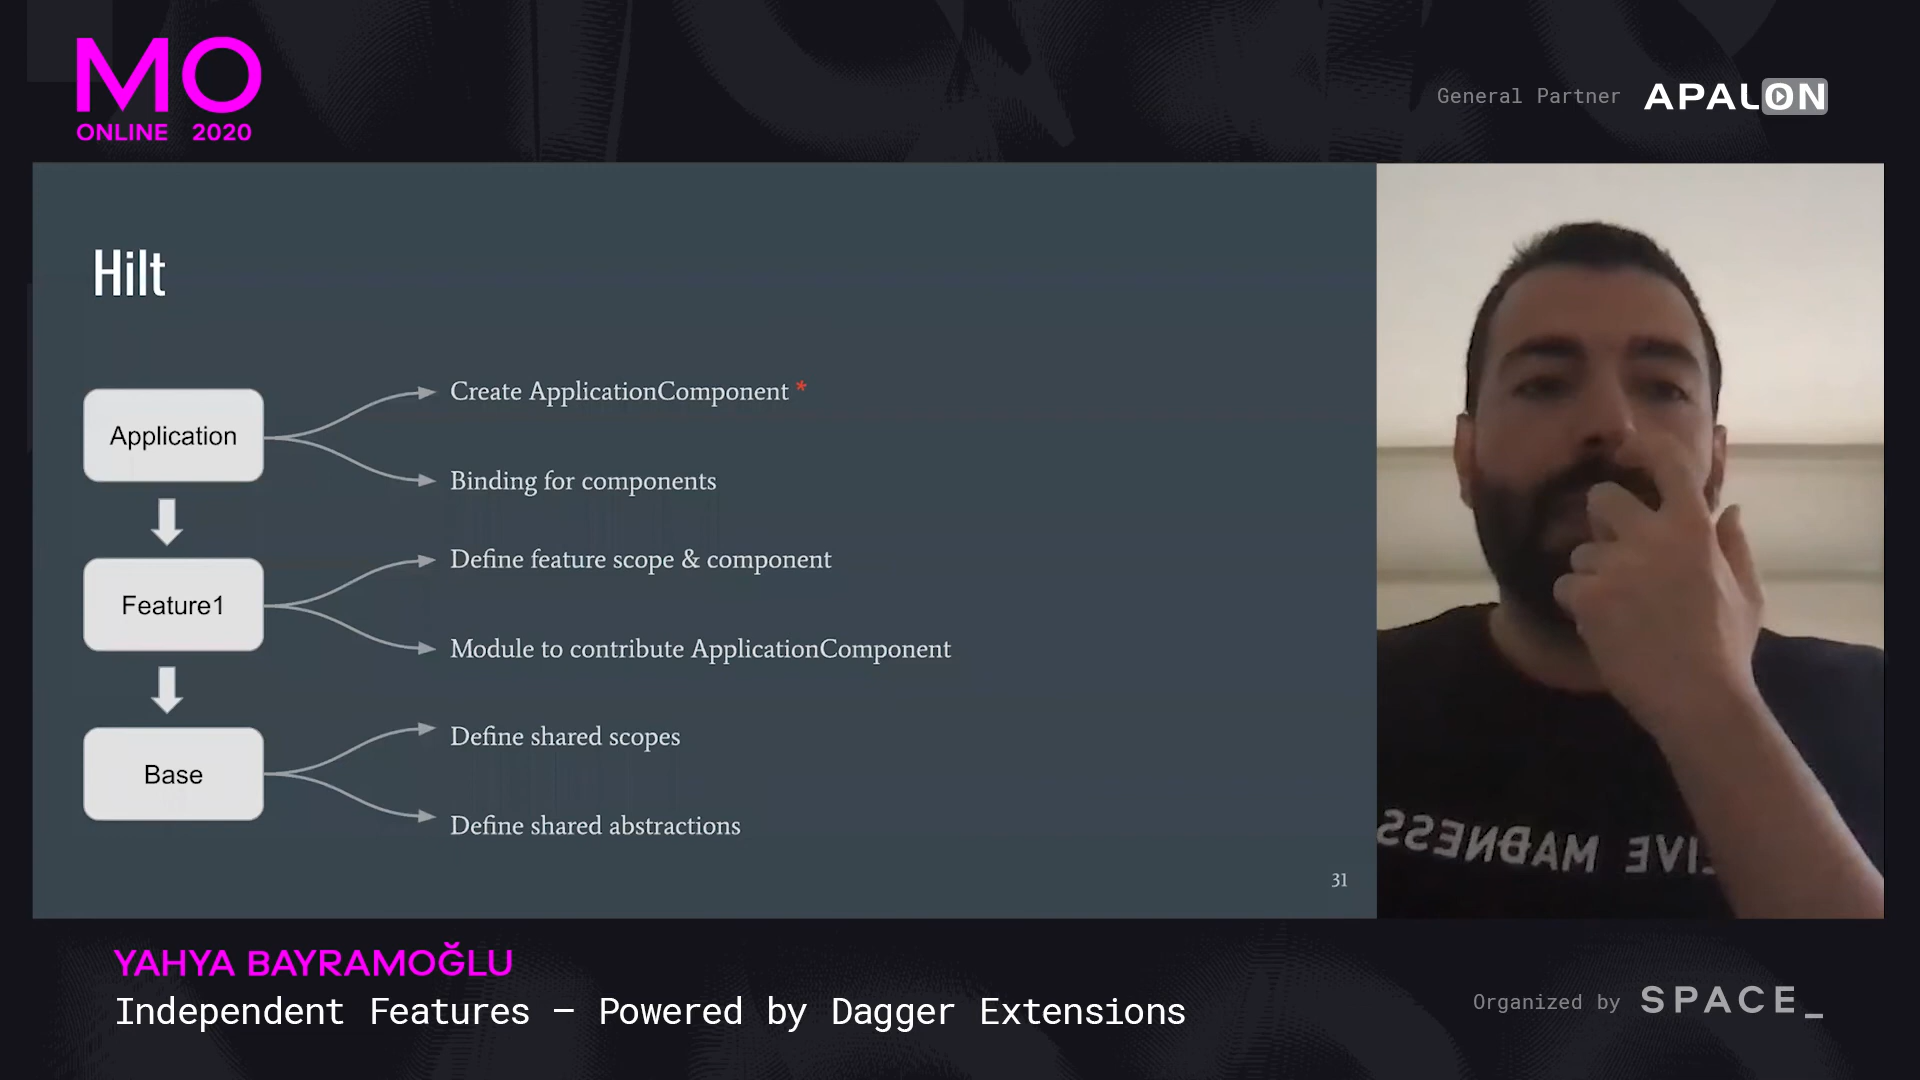 MO
ONLINE 2020
General Partner APALON
Hilt
Application
Create ApplicationComponent *
Binding for components
Feature1
Define feature scope & component
Module to contribute ApplicationComponent
Base
Define shared scopes
Define shared abstractions
31
LIVE MADNESS
YAHYA BAYRAMOĞLU
Independent Features – Powered by Dagger Extensions
Organized by SPACE_